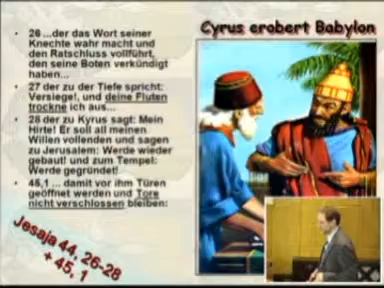 Cyrus erobert Babylon
• 26 ...der das Wort seiner
Knechte wahr macht und
den Ratschluss vollführt,
den seine Boten verkündigt
haben...
• 27 der zu der Tiefe spricht:
Versiege!, und deine Fluten
trockne ich aus...
• 28 der zu Kyrus sagt: Mein
Hirte! Er soll all meinen
Willen vollenden und sagen
zu Jerusalem: Werde wieder
gebaut! und zum Tempel:
Werde gegründet!
• 45,1 ... damit vor ihm Türen
geöffnet werden und Tore
nicht verschlossen bleiben:
Jesaja 44, 26-28
+ 45, 1